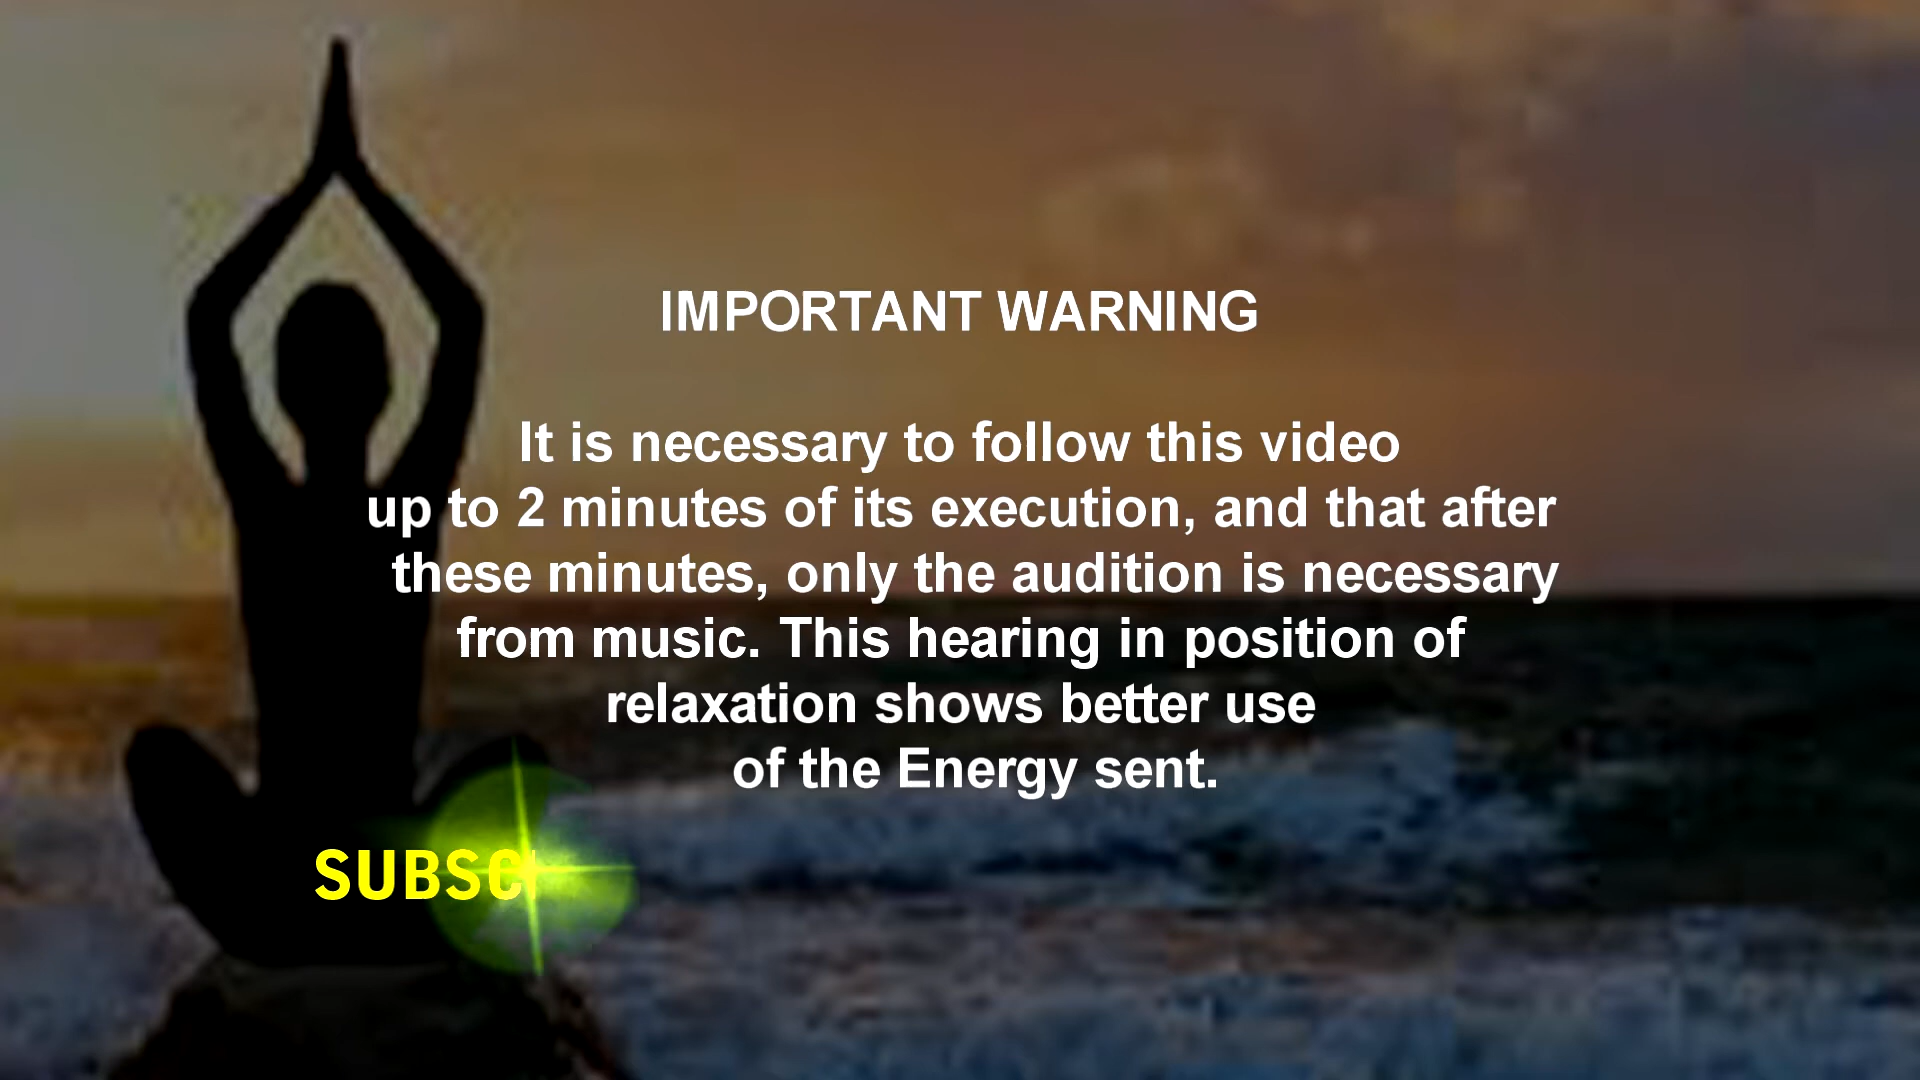 IMPORTANT WARNING
It is necessary to follow this video
up to 2 minutes of its execution, and that after
these minutes, only the audition is necessary
from music. This hearing in position of
relaxation shows better use
of the Energy sent.
SUBSC